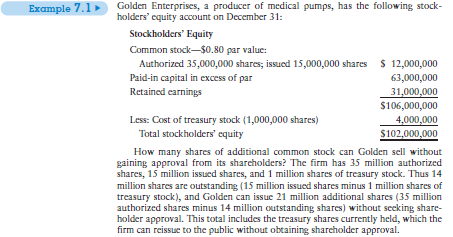 Example 7.1 ▶ Golden Enterprises, a producer of medical pumps, has the following stock-
holders' equity account on December 31:
Stockholders' Equity
Common stock—$0.80 par value:
Authorized 35,000,000 shares; issued 15,000,000 shares $ 12,000,000
Paid-in capital in excess of par 63,000,000
Retained earnings 31,000,000
$106,000,000
Less: Cost of treasury stock (1,000,000 shares) 4,000,000
Total stockholders' equity $102,000,000
How many shares of additional common stock can Golden sell without
gaining approval from its shareholders? The firm has 35 million authorized
shares, 15 million issued shares, and 1 million shares of treasury stock. Thus 14
million shares are outstanding (15 million issued shares minus 1 million shares of
treasury stock), and Golden can issue 21 million additional shares (35 million
authorized shares minus 14 million outstanding shares) without seeking share-
holder approval. This total includes the treasury shares currently held, which the
firm can reissue to the public without obtaining shareholder approval.